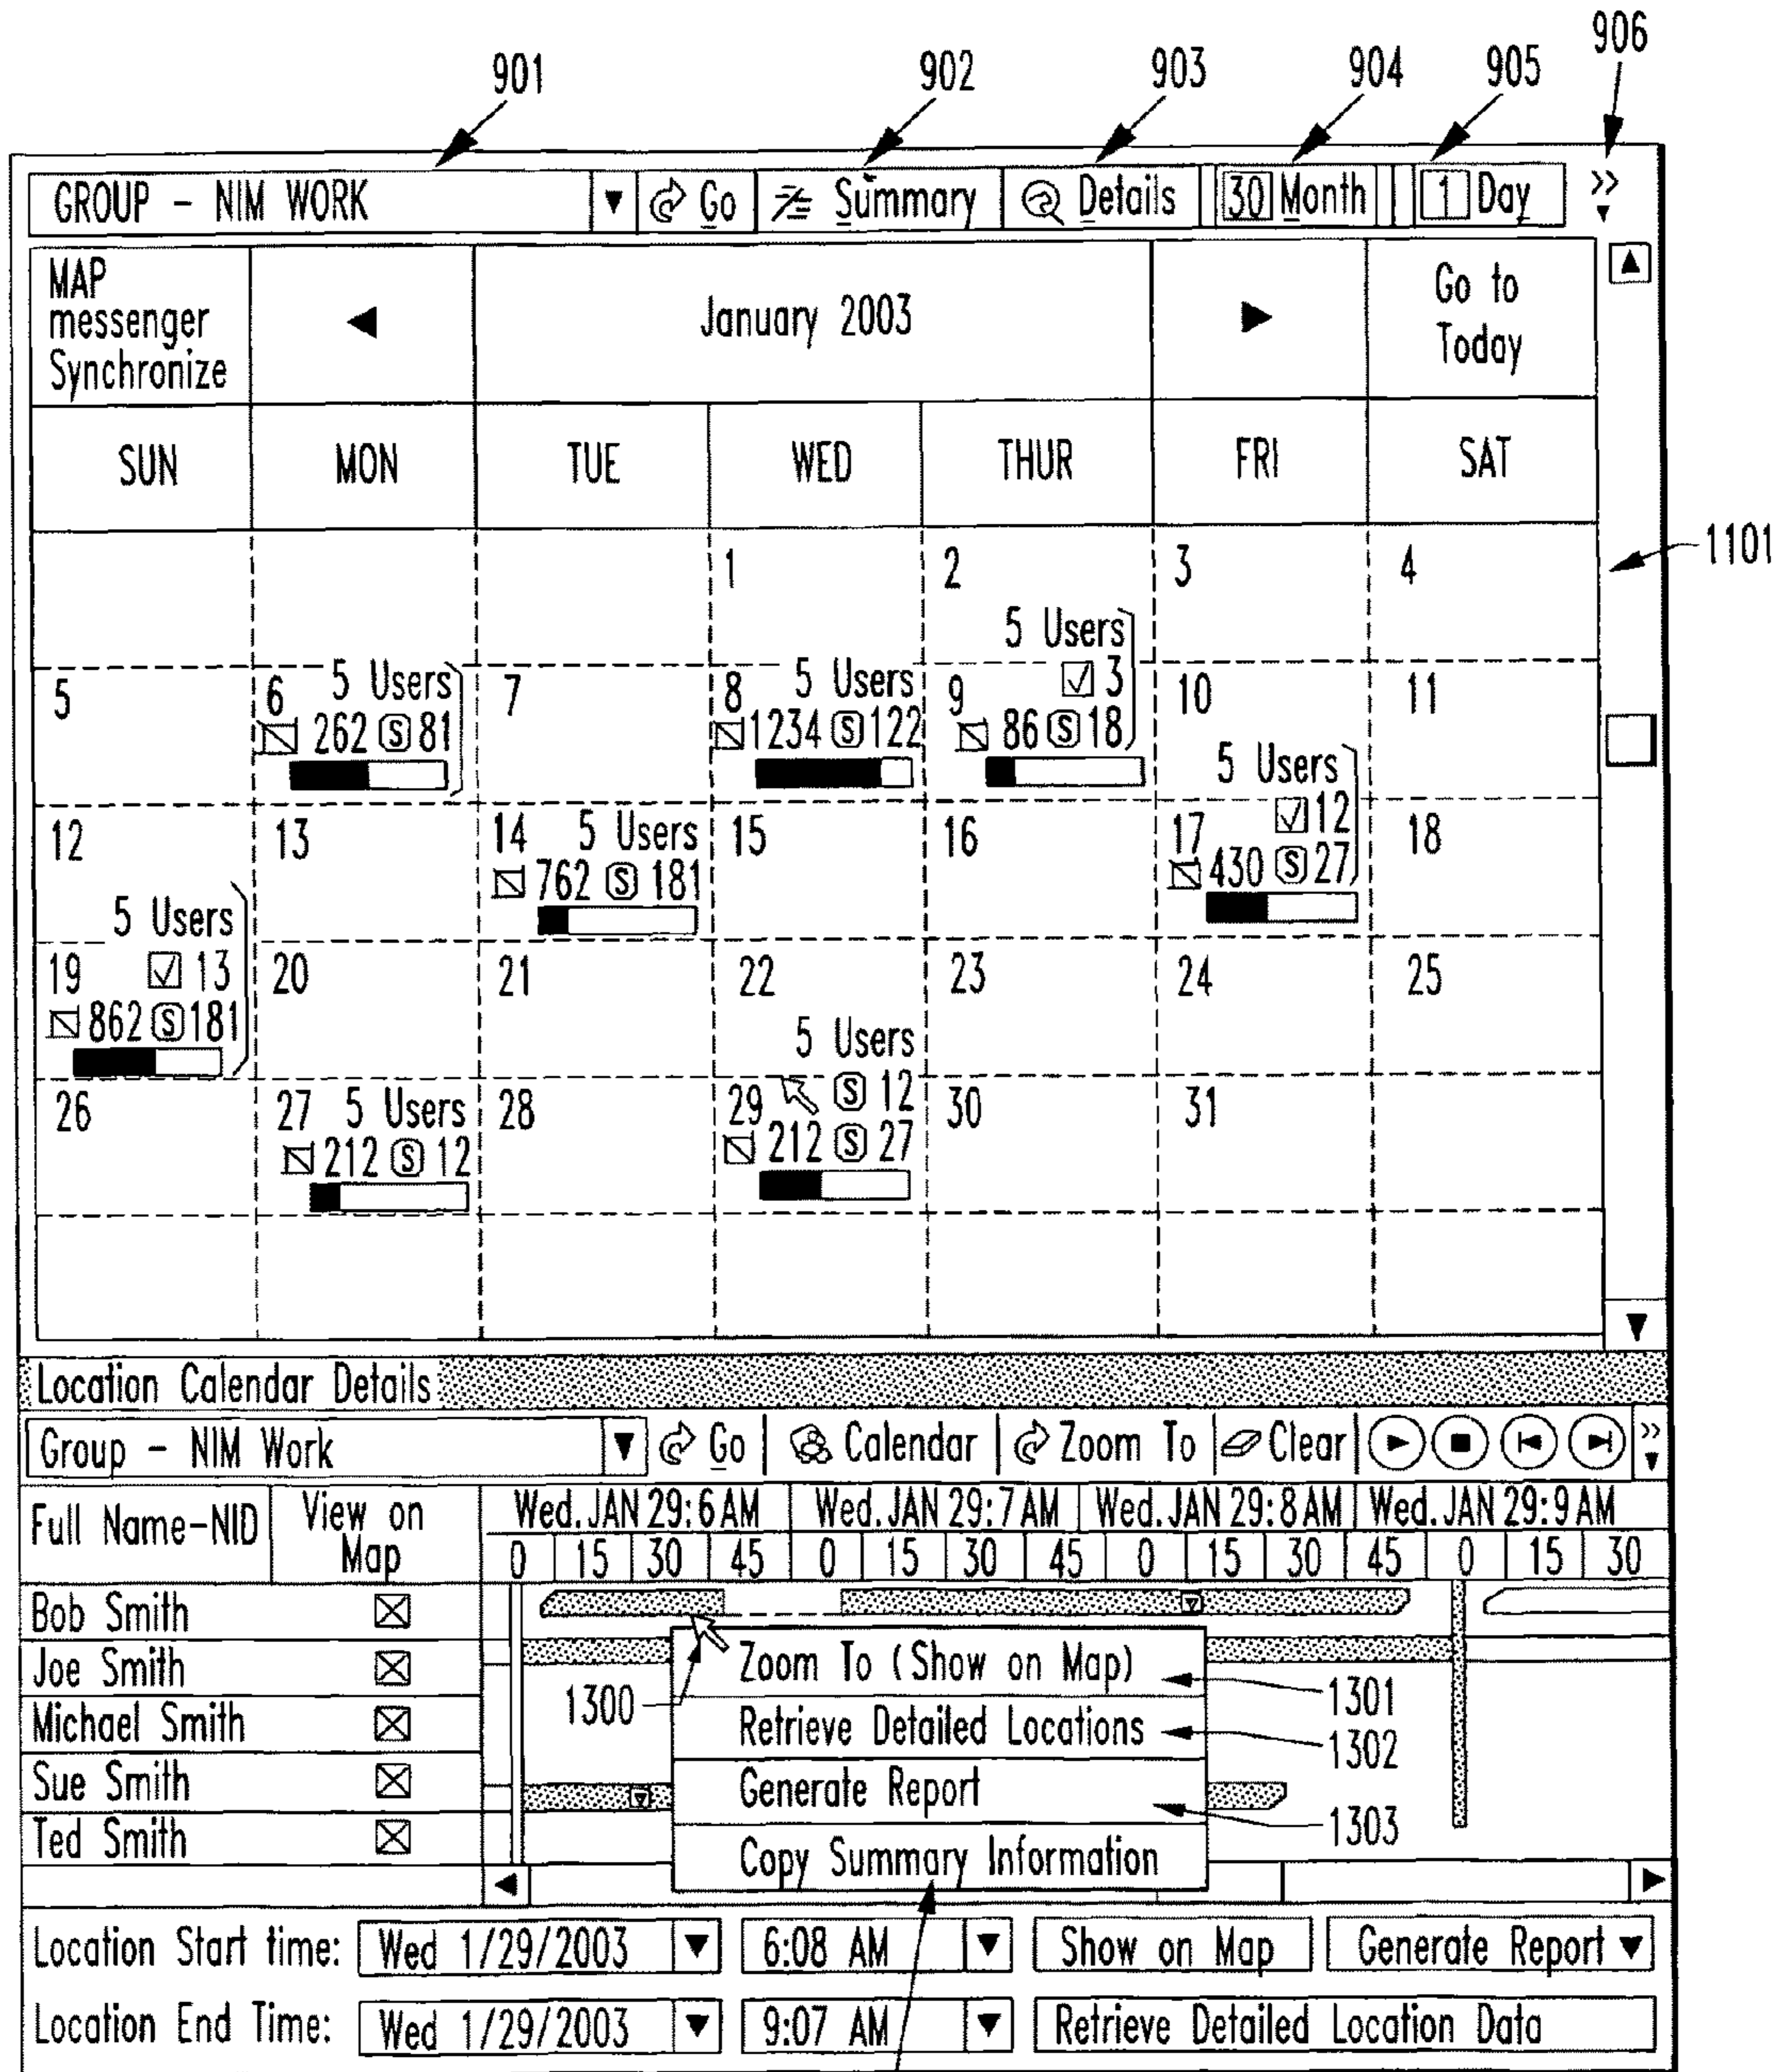 906
901 902 903 904 905
GROUP - NIM WORK Go Summary Details 30 Month 1 Day >>
MAP messenger Synchronize January 2003 Go to Today
SUN MON TUE WED THUR FRI SAT
1101
1 2 3 4
5 Users
5 6 5 Users 7 8 5 Users 9 3 10 11
262 S 81 1234 S 122 86 S 18
5 Users
12 13 14 5 Users 15 16 17 12 18
762 S 181 430 S 27
5 Users
19 13 20 21 22 23 24 25
862 S 181
5 Users
26 27 5 Users 28 29 S 12 30 31
212 S 12 212 S 27
Location Calendar Details
Group - NIM Work Go Calendar Zoom To Clear >>
Full Name-NID View on Map Wed. JAN 29:6 AM Wed. JAN 29:7 AM Wed. JAN 29:8 AM Wed. JAN 29:9 AM
0 15 30 45 0 15 30 45 0 15 30 45 0 15 30
Bob Smith
Joe Smith
Michael Smith
Sue Smith
Ted Smith
1300
Zoom To (Show on Map) 1301
Retrieve Detailed Locations 1302
Generate Report 1303
Copy Summary Information
Location Start time: Wed 1/29/2003 6:08 AM Show on Map Generate Report
Location End Time: Wed 1/29/2003 9:07 AM Retrieve Detailed Location Data